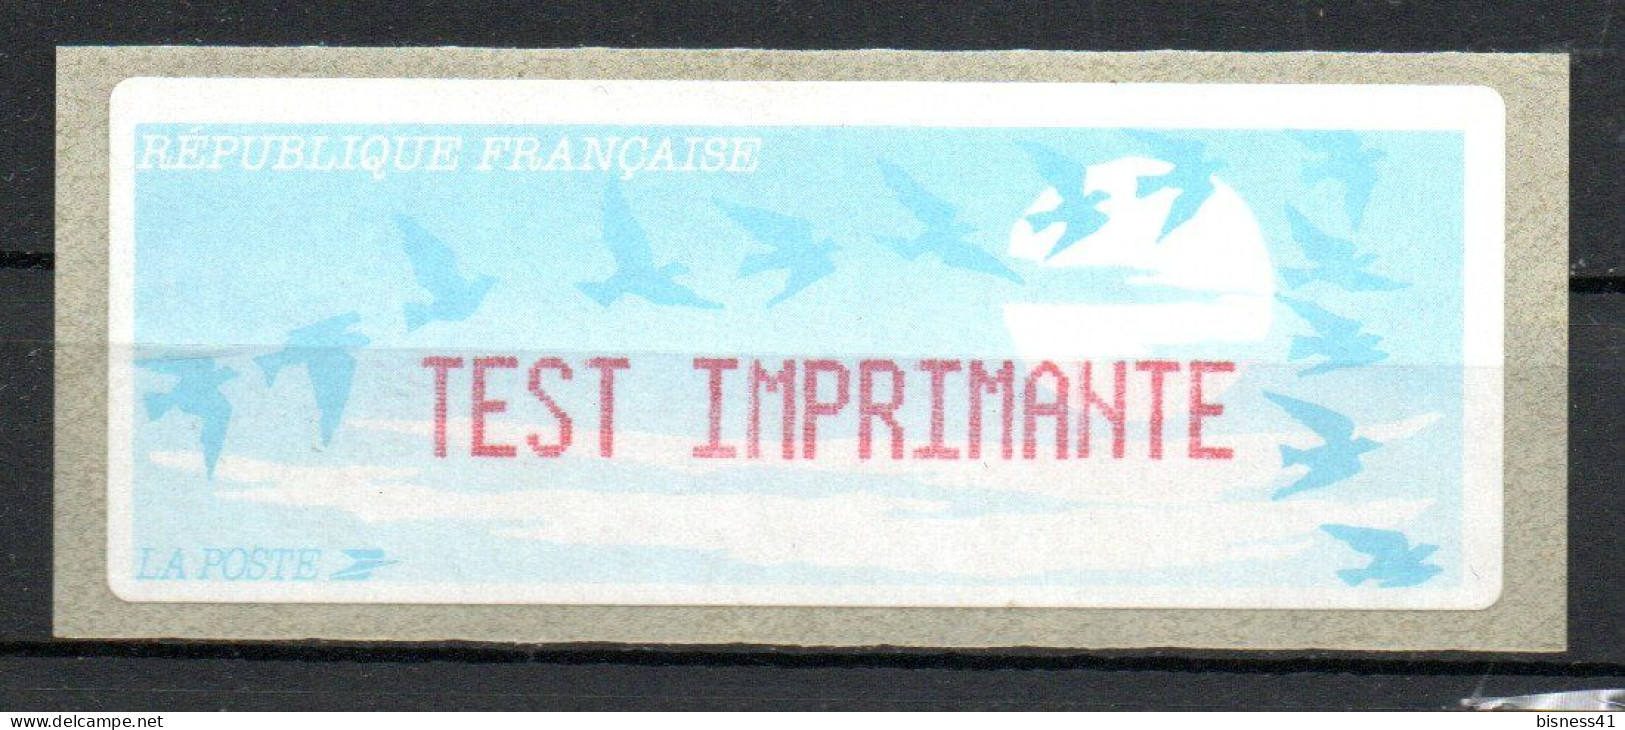 RÉPUBLIQUE FRANÇAISE
TEST IMPRIMANTE
LA POSTE
www.delcampe.net
bisness41